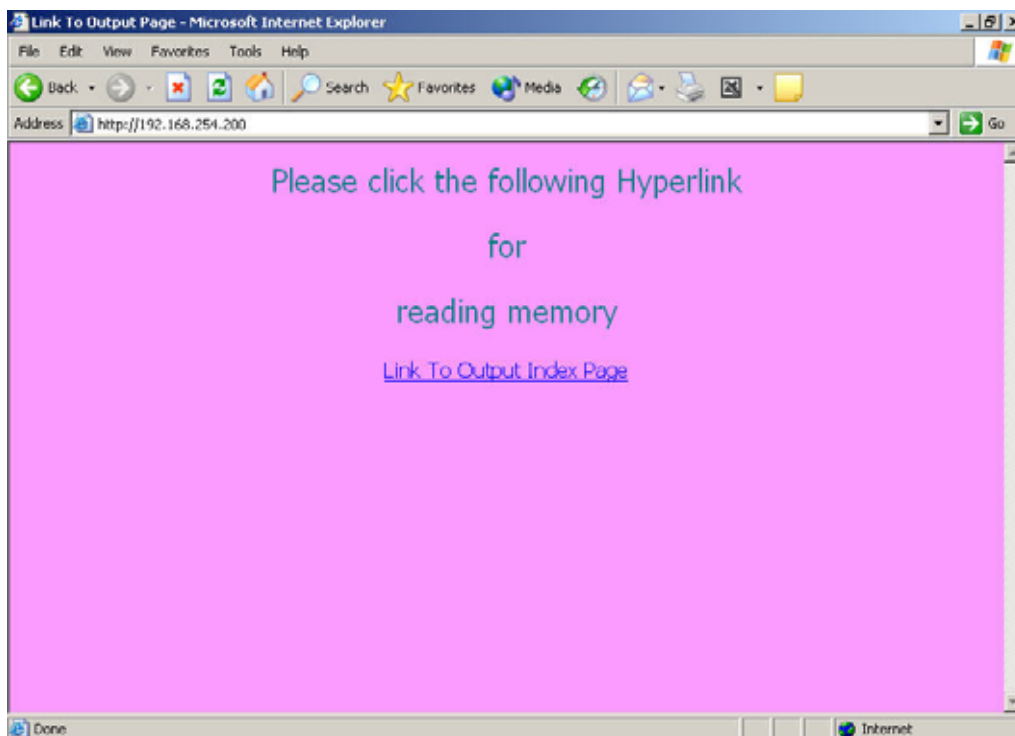 Link To Output Page - Microsoft Internet Explorer
File Edit View Favorites Tools Help
Back Search Favorites Media
Address http://192.168.254.200 Go
Please click the following Hyperlink
for
reading memory
Link To Output Index Page
Done Internet